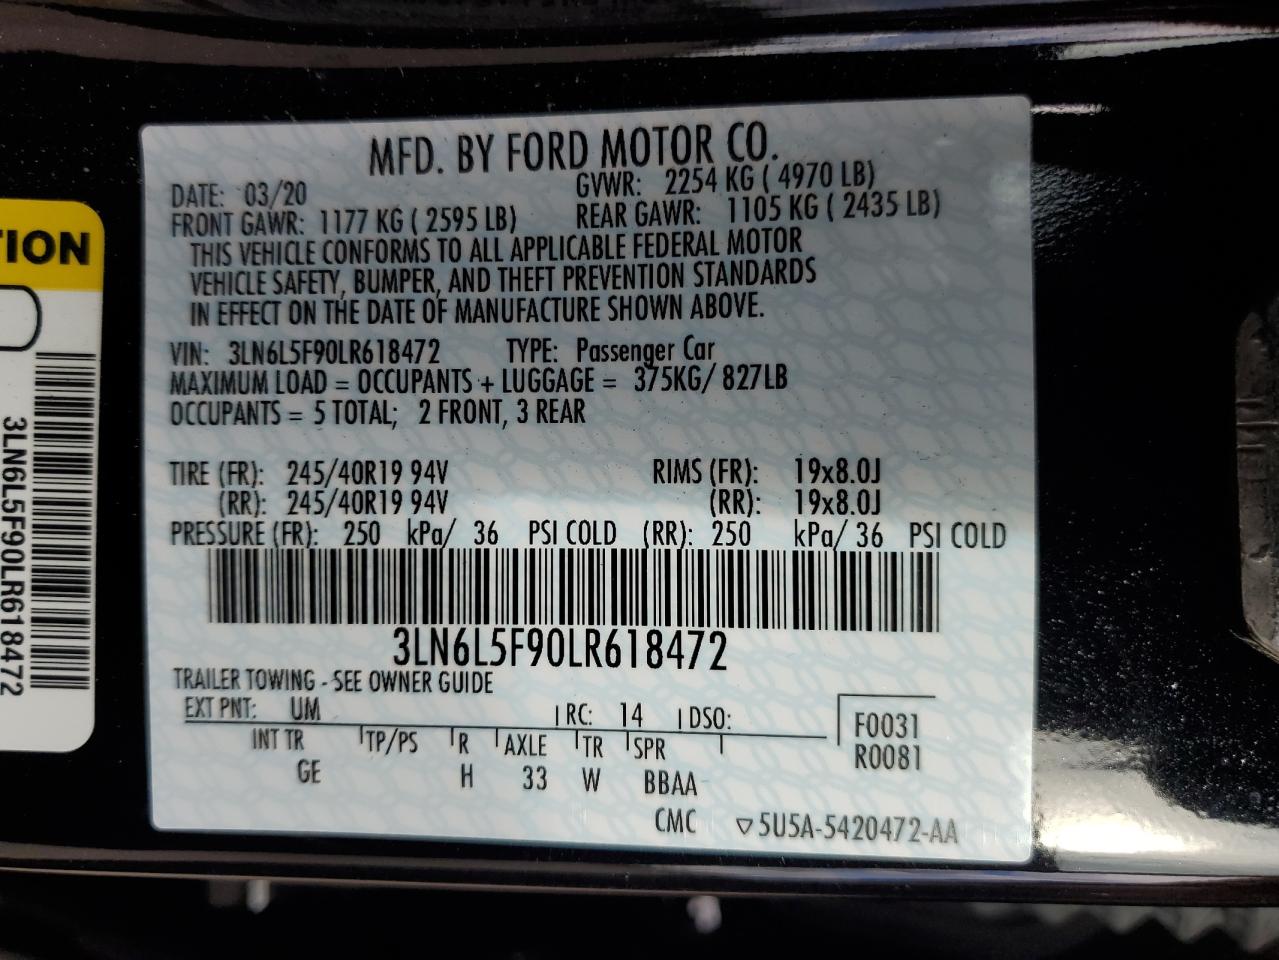 MFD. BY FORD MOTOR CO.
DATE: 03/20 GVWR: 2254 KG ( 4970 LB)
FRONT GAWR: 1177 KG ( 2595 LB) REAR GAWR: 1105 KG ( 2435 LB)
THIS VEHICLE CONFORMS TO ALL APPLICABLE FEDERAL MOTOR
VEHICLE SAFETY, BUMPER, AND THEFT PREVENTION STANDARDS
IN EFFECT ON THE DATE OF MANUFACTURE SHOWN ABOVE.
VIN: 3LN6L5F90LR618472 TYPE: Passenger Car
MAXIMUM LOAD = OCCUPANTS + LUGGAGE = 375KG/ 827LB
OCCUPANTS = 5 TOTAL; 2 FRONT, 3 REAR
TIRE (FR): 245/40R19 94V RIMS (FR): 19x8.0J
(RR): 245/40R19 94V (RR): 19x8.0J
PRESSURE (FR): 250 kPa/ 36 PSI COLD (RR): 250 kPa/ 36 PSI COLD
3LN6L5F90LR618472
TRAILER TOWING - SEE OWNER GUIDE
EXT PNT: UM RC: 14 DSO: F0031
INT TR TP/PS R AXLE TR SPR R0081
GE H 33 W BBAA
CMC ▽5U5A-5420472-AA
3LN6L5F90LR618472